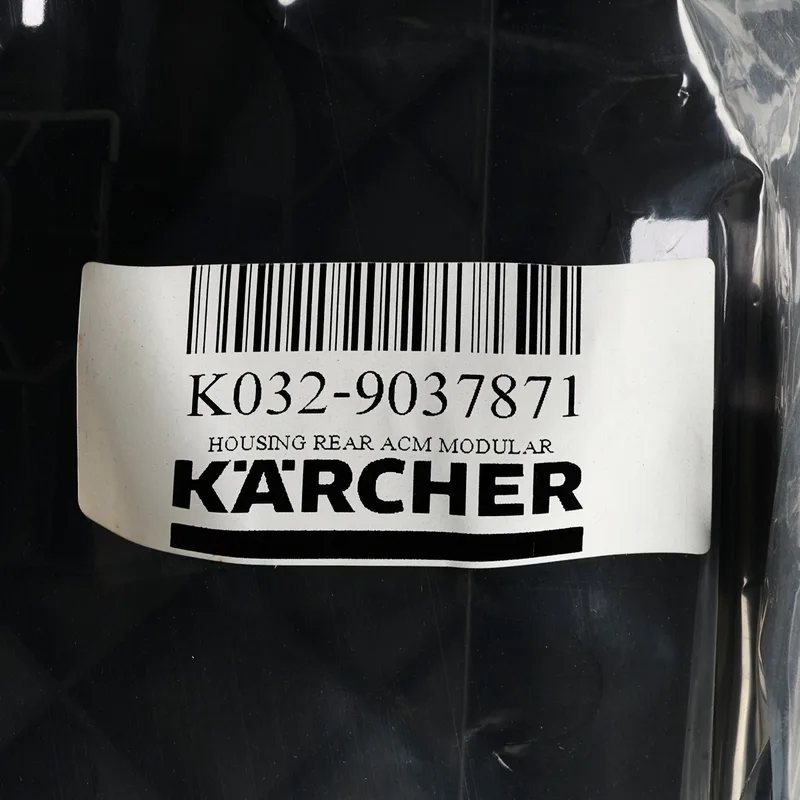 K032-9037871
HOUSING REAR ACM MODULAR
KÄRCHER